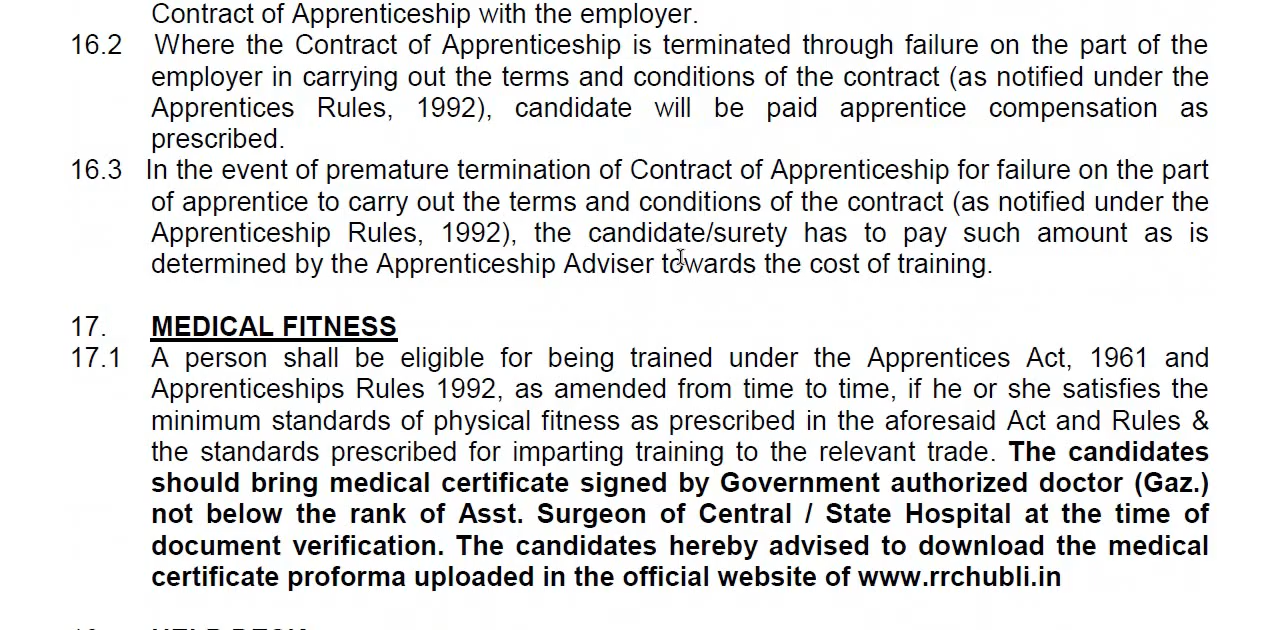 Contract of Apprenticeship with the employer.
16.2 Where the Contract of Apprenticeship is terminated through failure on the part of the
employer in carrying out the terms and conditions of the contract (as notified under the
Apprentices Rules, 1992), candidate will be paid apprentice compensation as
prescribed.
16.3 In the event of premature termination of Contract of Apprenticeship for failure on the part
of apprentice to carry out the terms and conditions of the contract (as notified under the
Apprenticeship Rules, 1992), the candidate/surety has to pay such amount as is
determined by the Apprenticeship Adviser towards the cost of training.
17. MEDICAL FITNESS
17.1 A person shall be eligible for being trained under the Apprentices Act, 1961 and
Apprenticeships Rules 1992, as amended from time to time, if he or she satisfies the
minimum standards of physical fitness as prescribed in the aforesaid Act and Rules &
the standards prescribed for imparting training to the relevant trade. The candidates
should bring medical certificate signed by Government authorized doctor (Gaz.)
not below the rank of Asst. Surgeon of Central / State Hospital at the time of
document verification. The candidates hereby advised to download the medical
certificate proforma uploaded in the official website of www.rrchubli.in